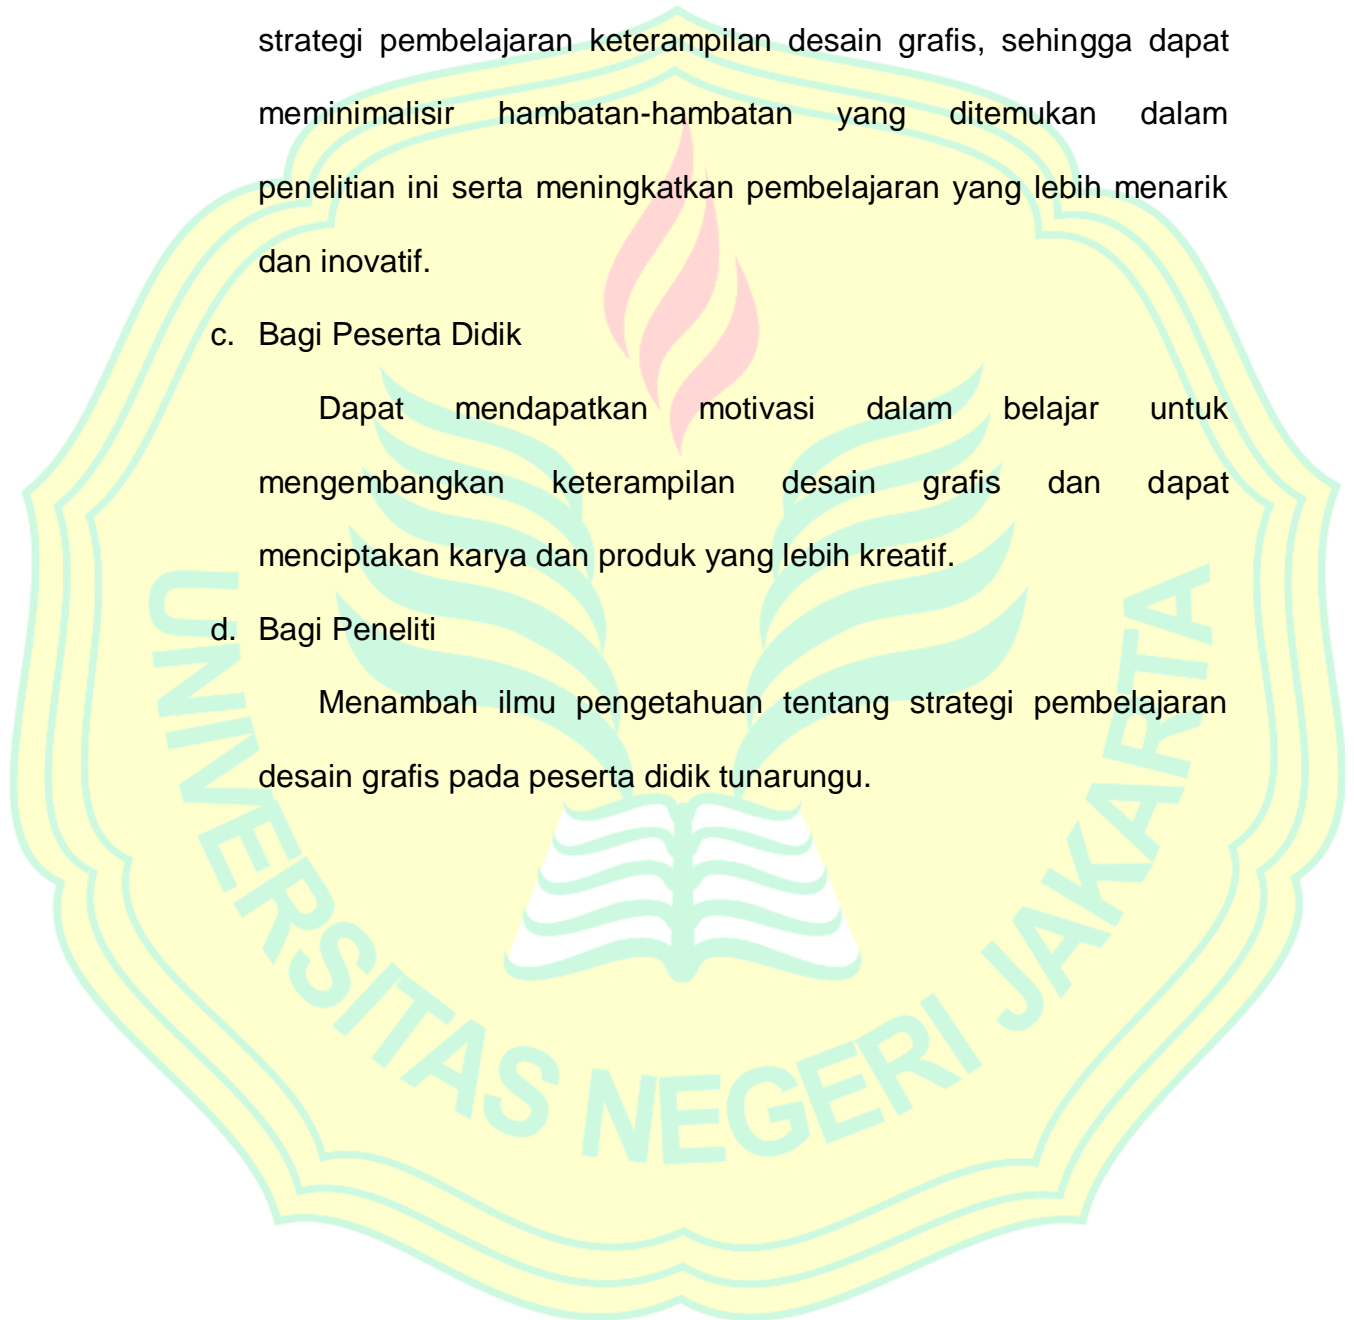 strategi pembelajaran keterampilan desain grafis, sehingga dapat
meminimalisir hambatan-hambatan yang ditemukan dalam
penelitian ini serta meningkatkan pembelajaran yang lebih menarik
dan inovatif.
c. Bagi Peserta Didik
Dapat mendapatkan motivasi dalam belajar untuk
mengembangkan keterampilan desain grafis dan dapat
menciptakan karya dan produk yang lebih kreatif.
d. Bagi Peneliti
Menambah ilmu pengetahuan tentang strategi pembelajaran
desain grafis pada peserta didik tunarungu.
UNIVERSITAS NEGERI JAKARTA